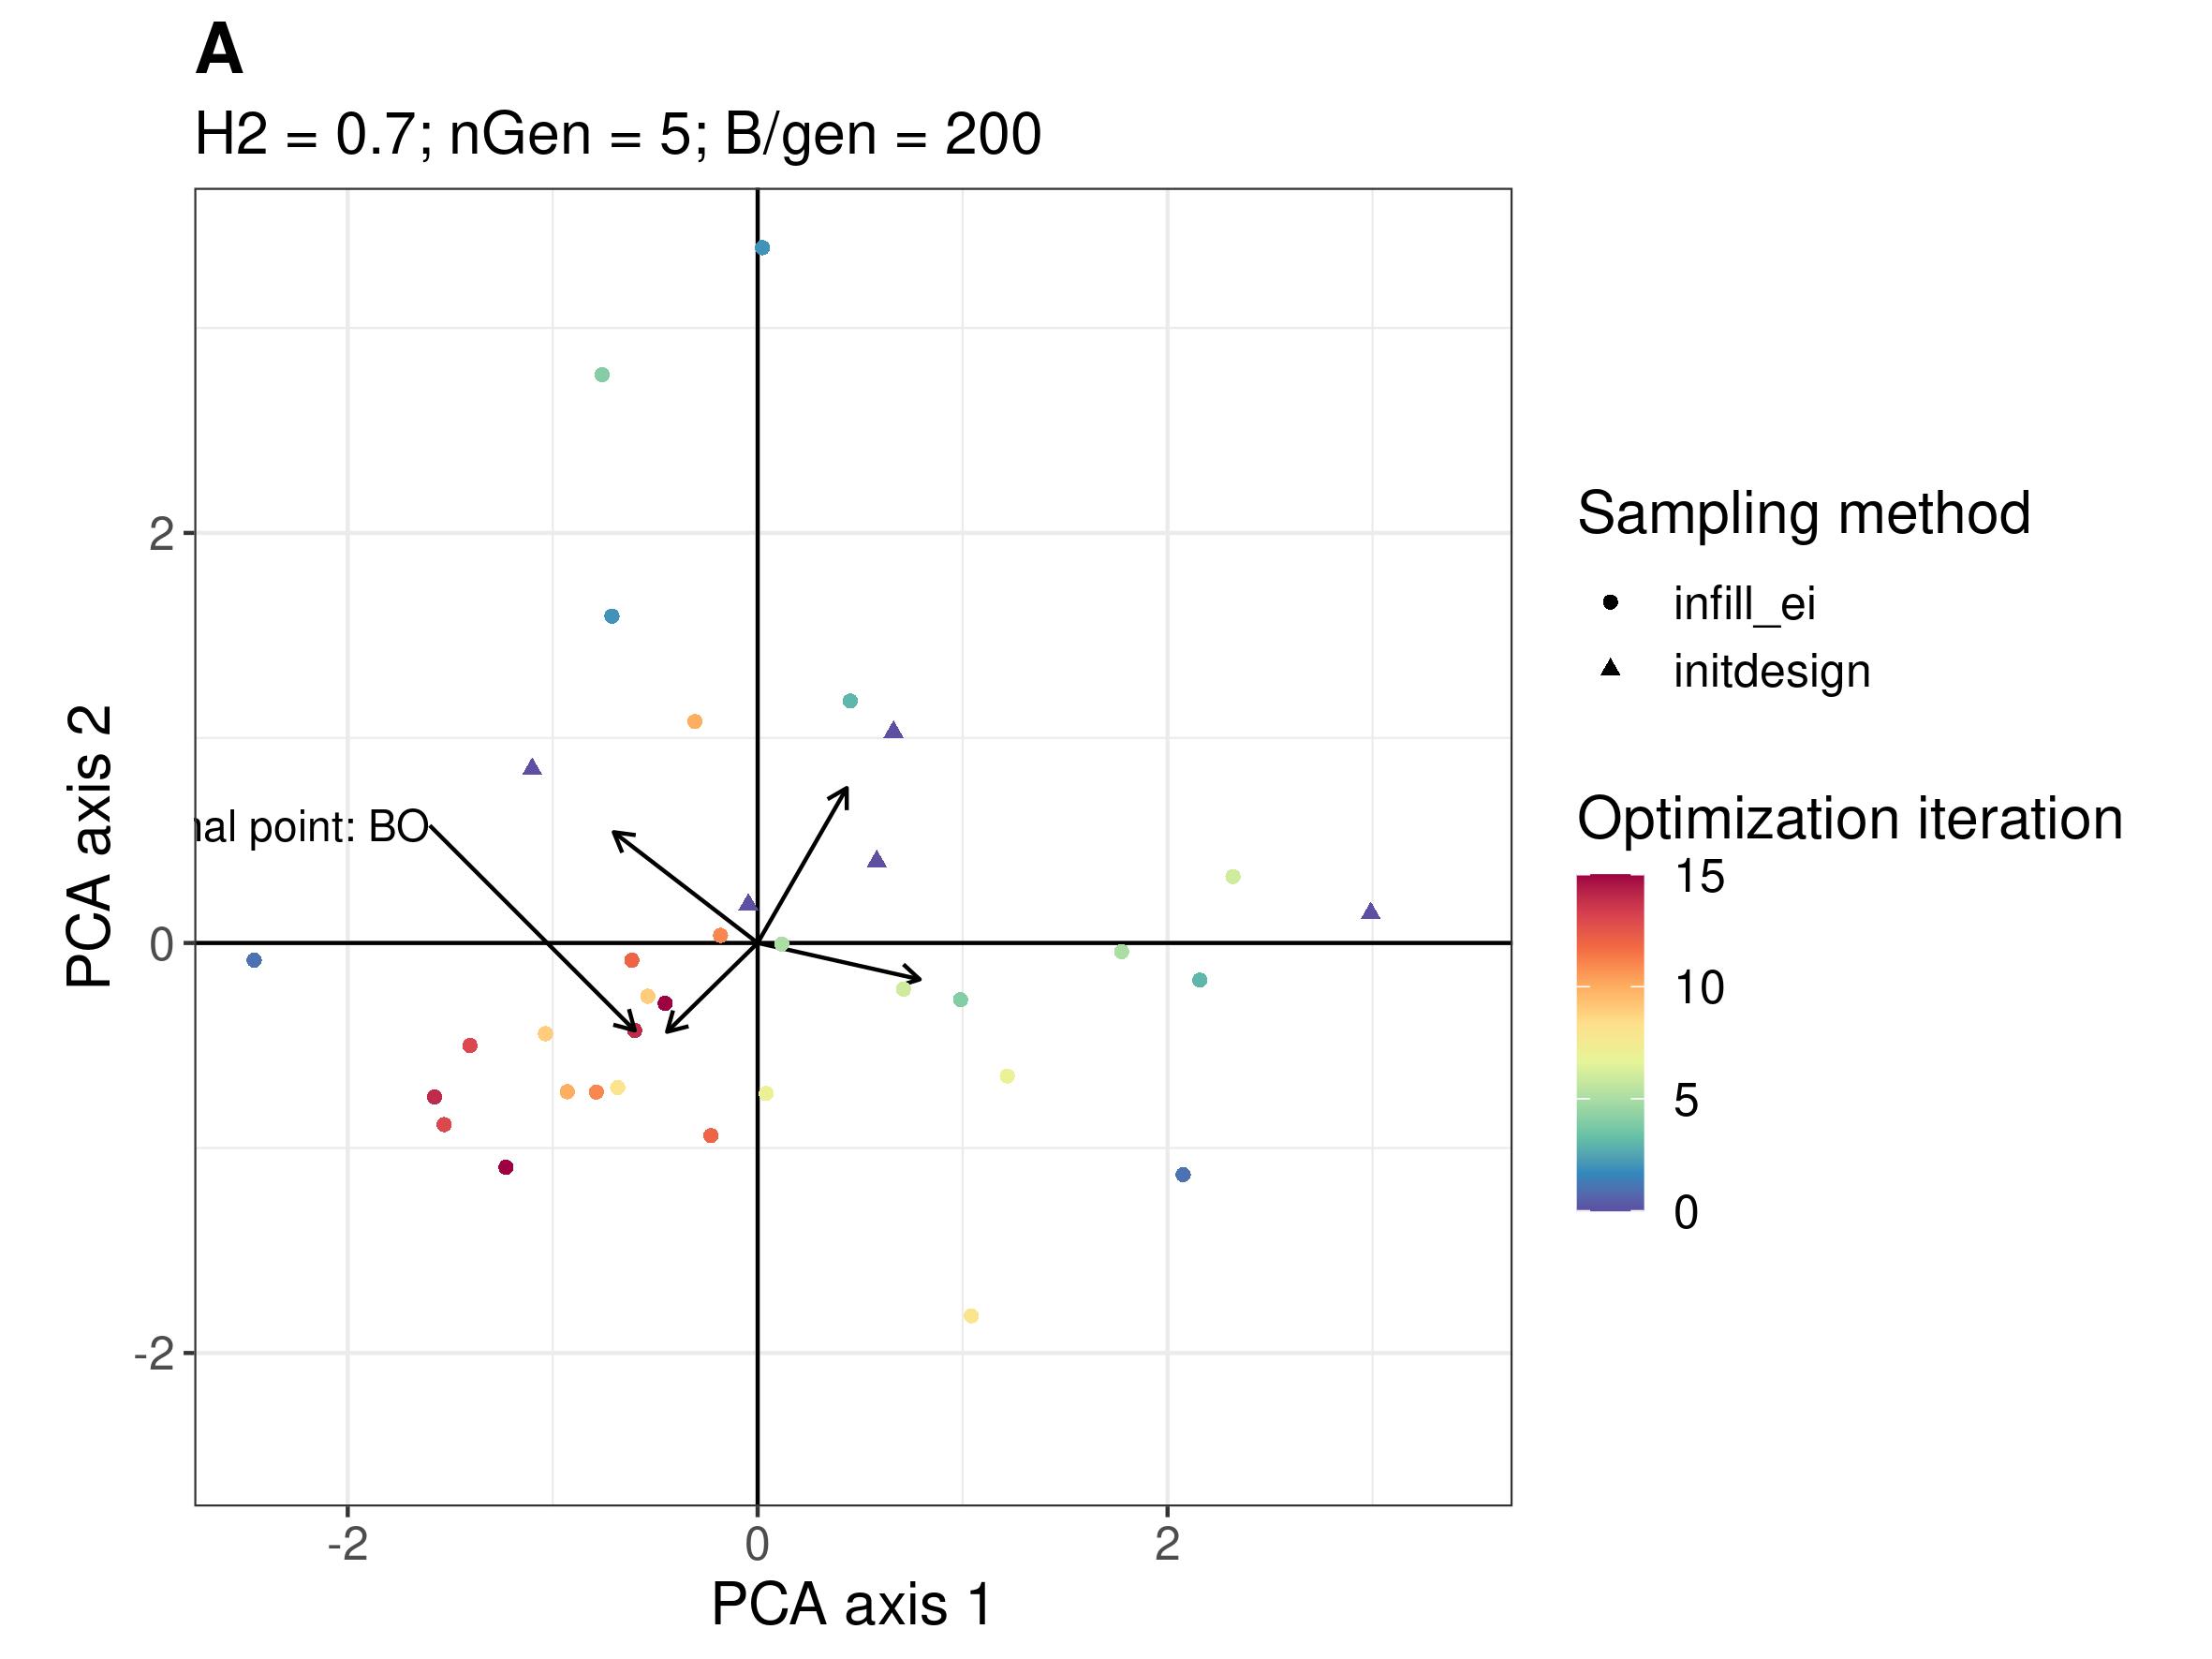 A
H2 = 0.7; nGen = 5; B/gen = 200
2
0
-2
-2
0
2
PCA axis 1
PCA axis 2
point: BO
Sampling method
infill_ei
initdesign
Optimization iteration
15
10
5
0